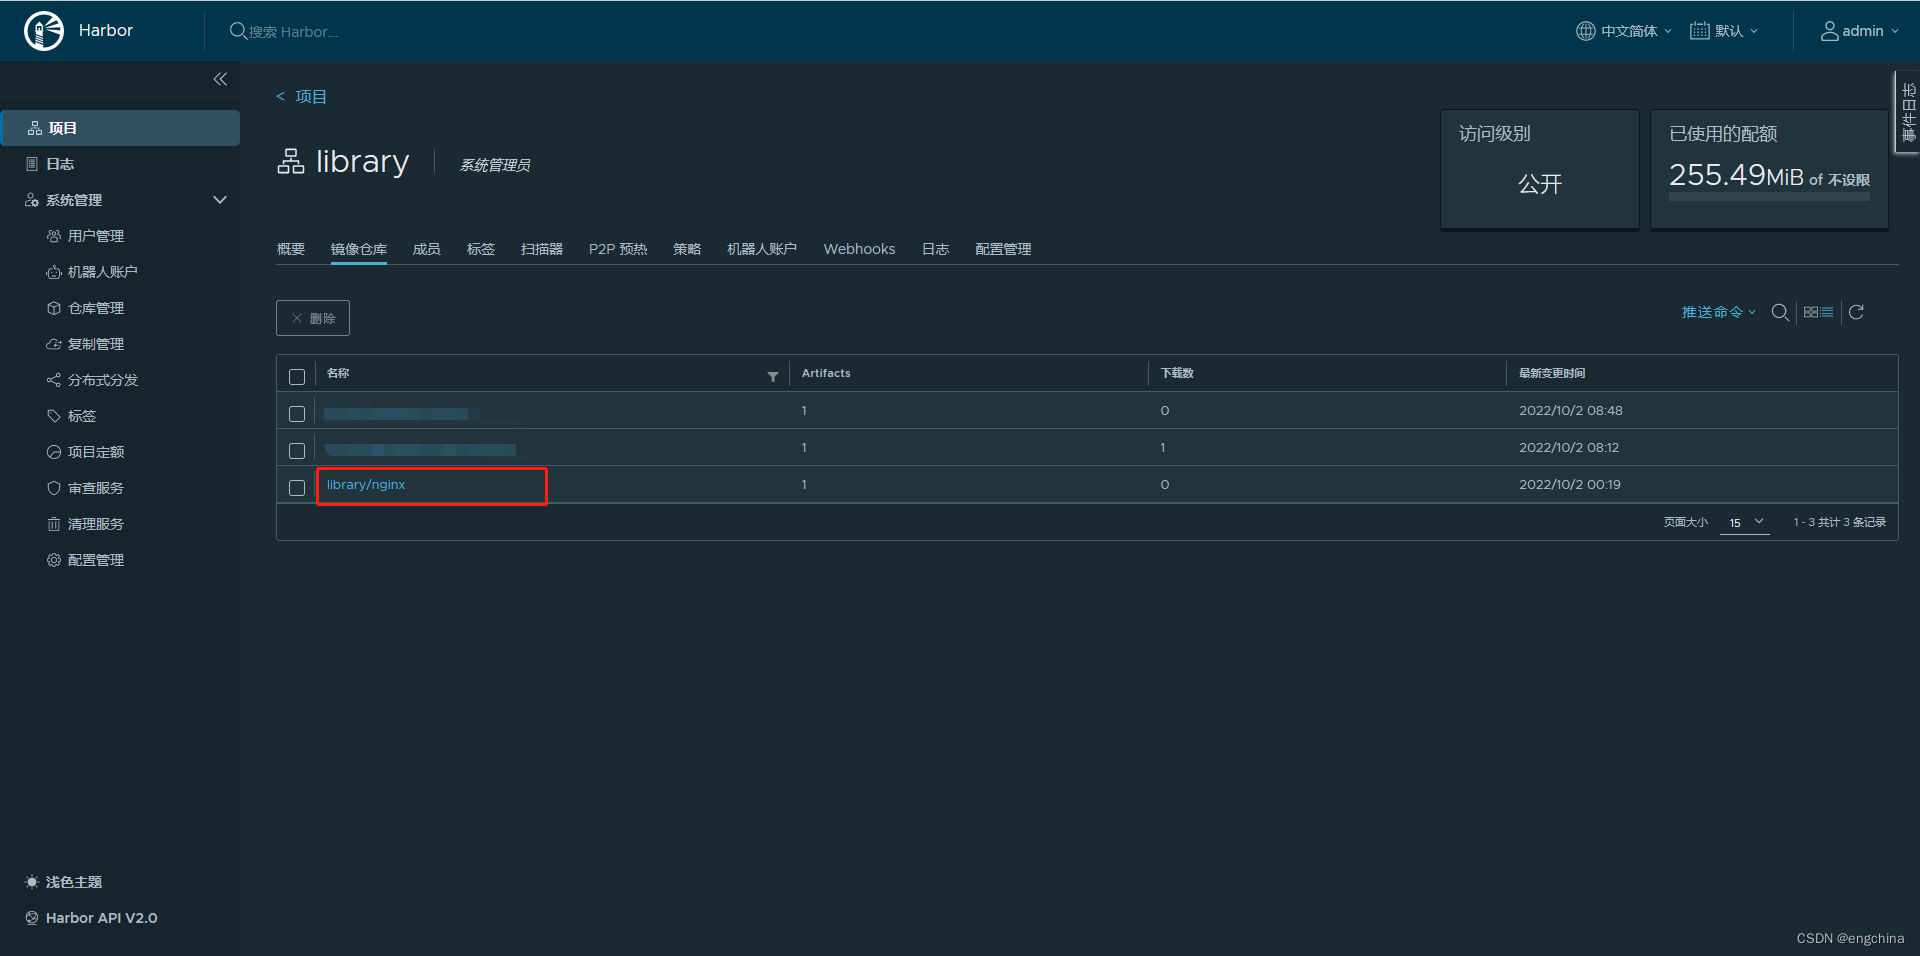 Harbor
搜索 Harbor...
中文简体
默认
admin
事件日志
项目
日志
系统管理
用户管理
机器人账户
仓库管理
复制管理
分布式分发
标签
项目定额
审查服务
清理服务
配置管理
浅色主题
Harbor API V2.0
< 项目
library
系统管理员
访问级别
公开
已使用的配额
255.49MiB of 不设限
概要 镜像仓库 成员 标签 扫描器 P2P 预热 策略 机器人账户 Webhooks 日志 配置管理
删除
推送命令
名称 Artifacts 下载数 最新变更时间
1 0 2022/10/2 08:48
1 1 2022/10/2 08:12
library/nginx 1 0 2022/10/2 00:19
页面大小 15 1 - 3 共计 3 条记录
CSDN @engchina